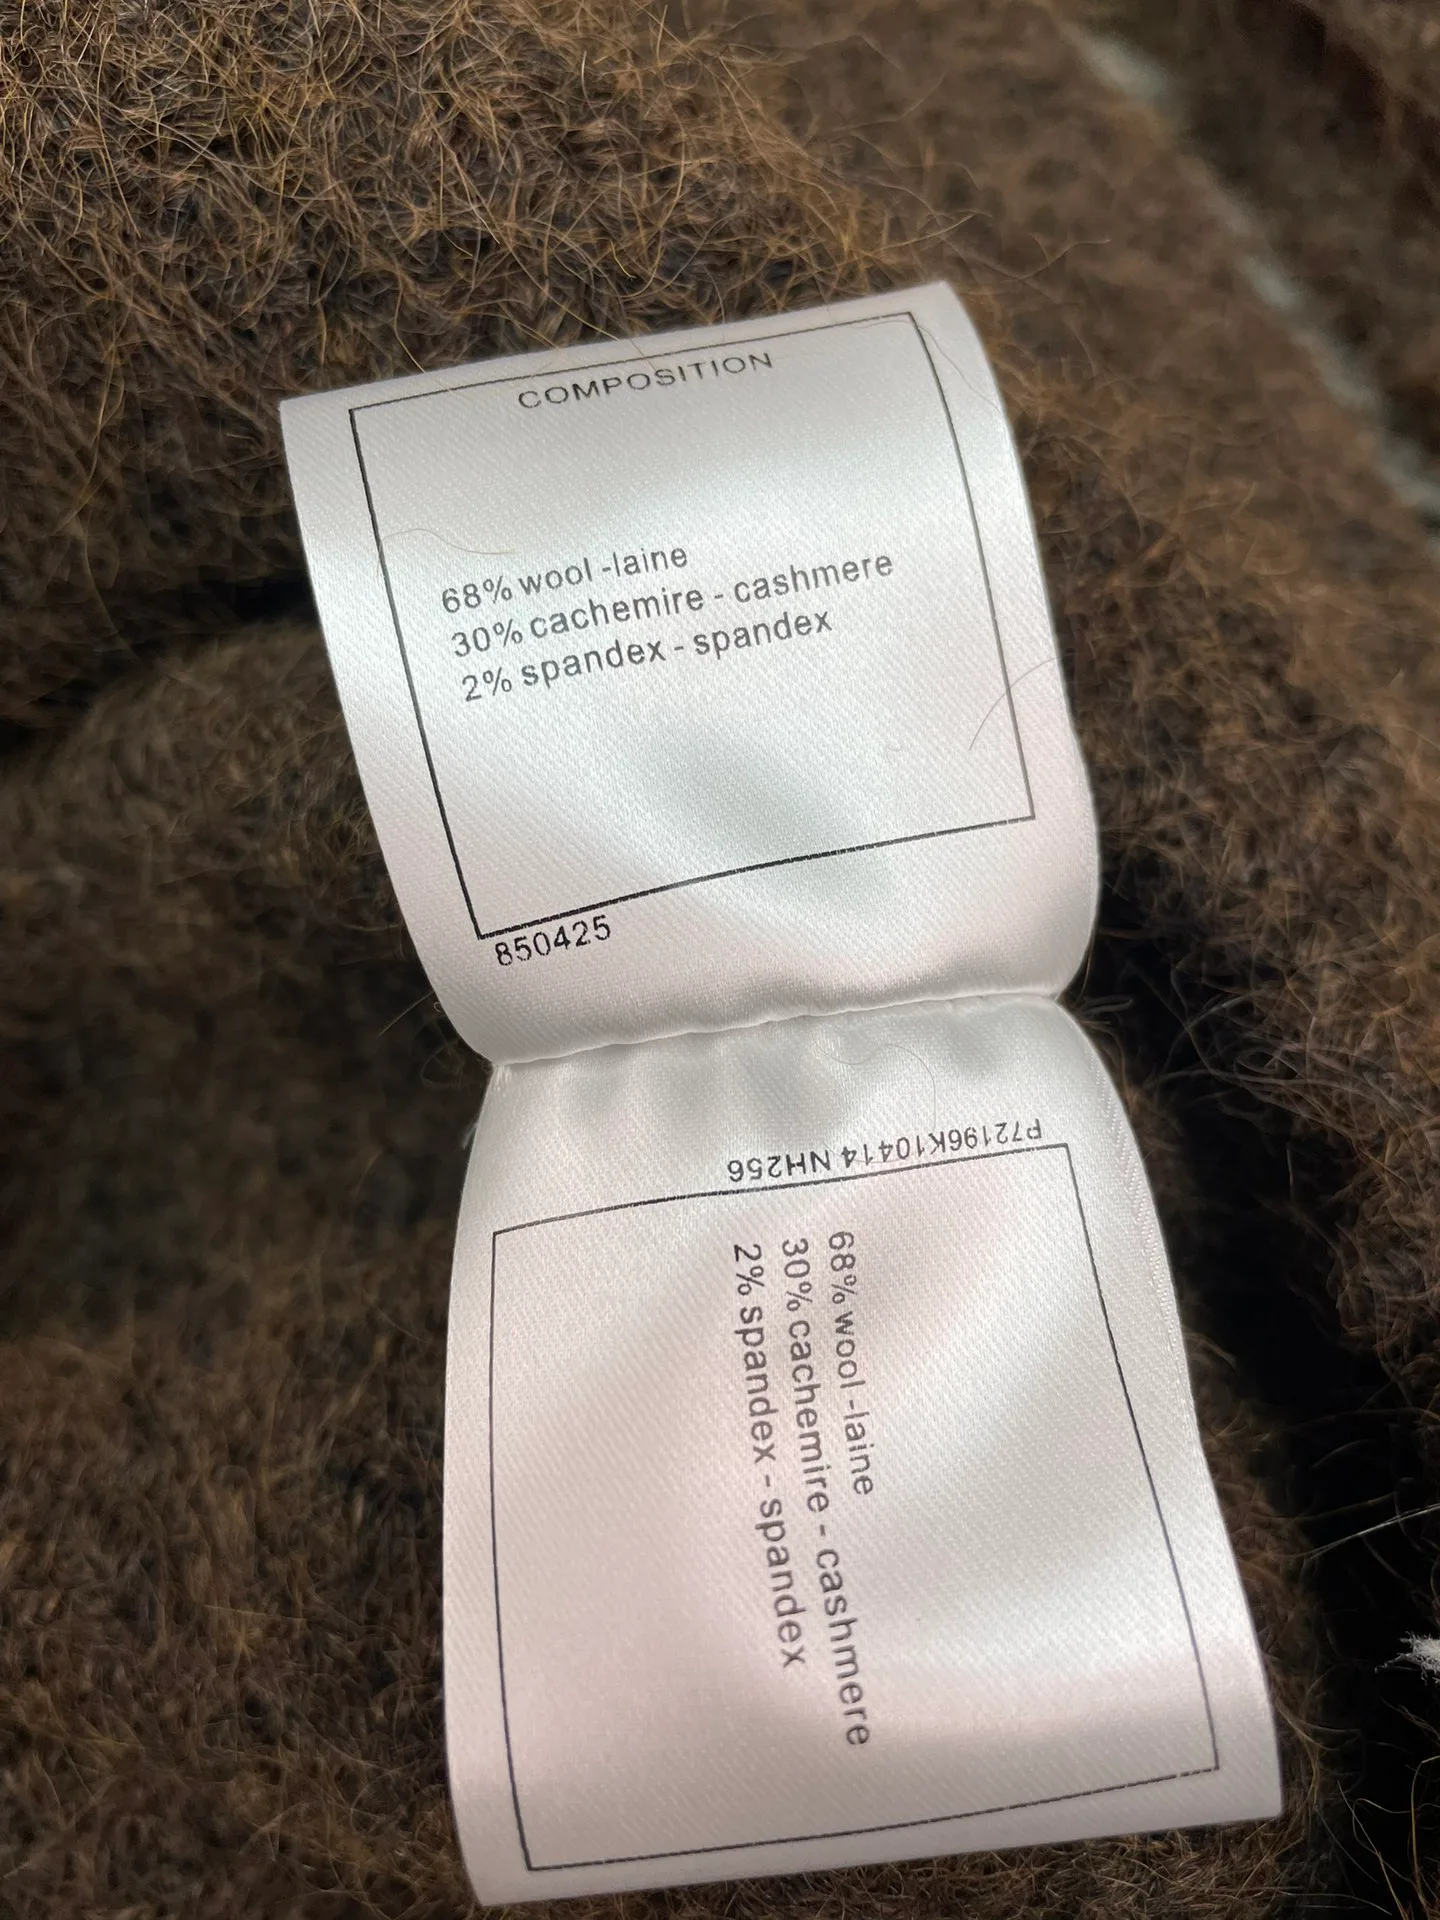 COMPOSITION
68% wool -laine
30% cachemire - cashmere
2% spandex - spandex
850425
P72196K10414 NH256
68% wool -laine
30% cachemire - cashmere
2% spandex - spandex